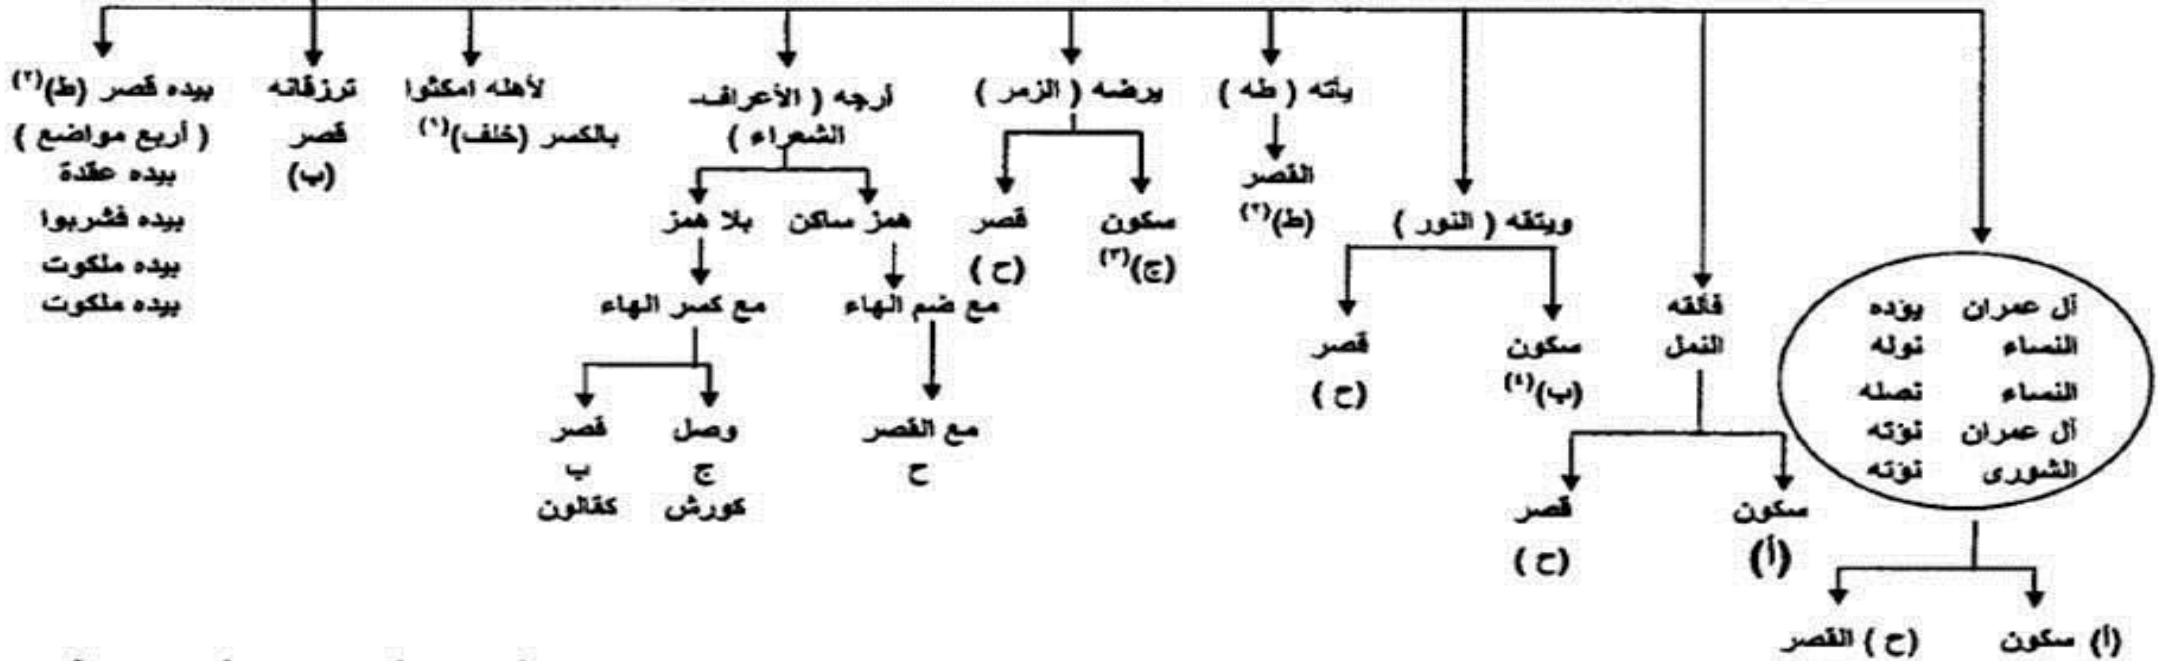 آل عمران يؤده
النساء نوله
النساء نصله
آل عمران نؤته
الشورى نؤته
(أ) سكون
(ح) القصر
فألقه
النمل
سكون
(أ)
قصر
(ح)
ويتقه (النور)
سكون
(ب)(٤)
قصر
(ح)
يأته (طه)
القصر
(ط)(٢)
يرضه (الزمر)
سكون
(ج)(٣)
قصر
(ح)
أرجه (الأعراف-
الشعراء)
همز ساكن
مع ضم الهاء
مع القصر
ح
بلا همز
مع كسر الهاء
وصل
ج
كورش
قصر
ب
كقالون
لأهله امكثوا
بالكسر (خلف)(١)
ترزقانه
قصر
(ب)
بيده قصر (ط)(٢)
(أربع مواضع)
بيده عقدة
بيده فشربوا
بيده ملكوت
بيده ملكوت